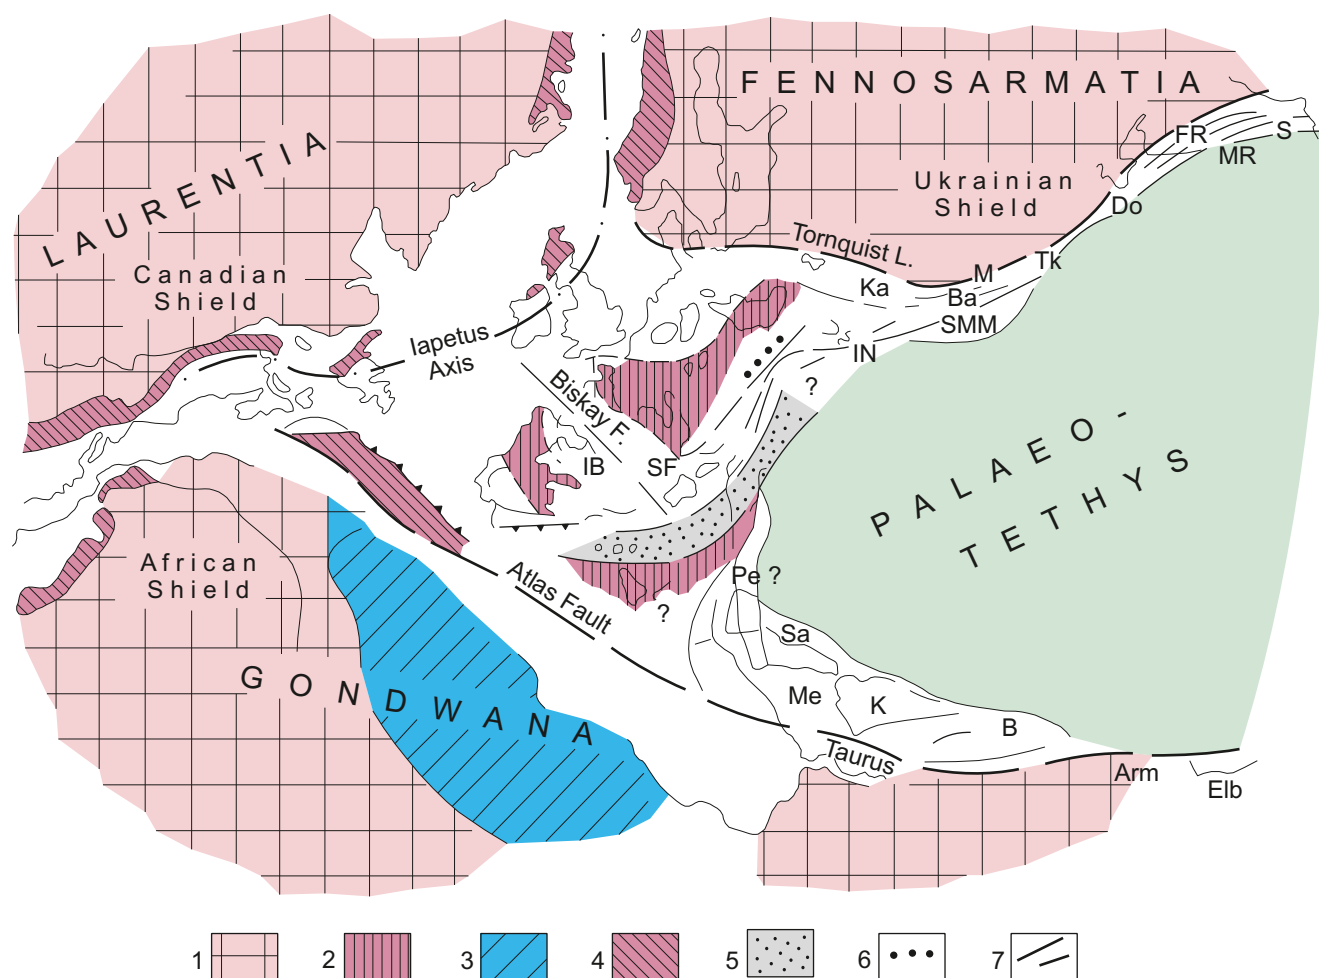 FENNOSARMATIA
LAURENTIA
Canadian
Shield
Ukrainian
Shield
FR
S
MR
Do
Tornquist L.
Tk
M
Ka
Ba
SMM
IN
?
Iapetus
Axis
Biskay F.
IB
SF
PALAEO-
TETHYS
African
Shield
Atlas Fault
Pe ?
?
Sa
Me
K
B
GONDWANA
Taurus
Arm
Elb
1
2
3
4
5
6
7